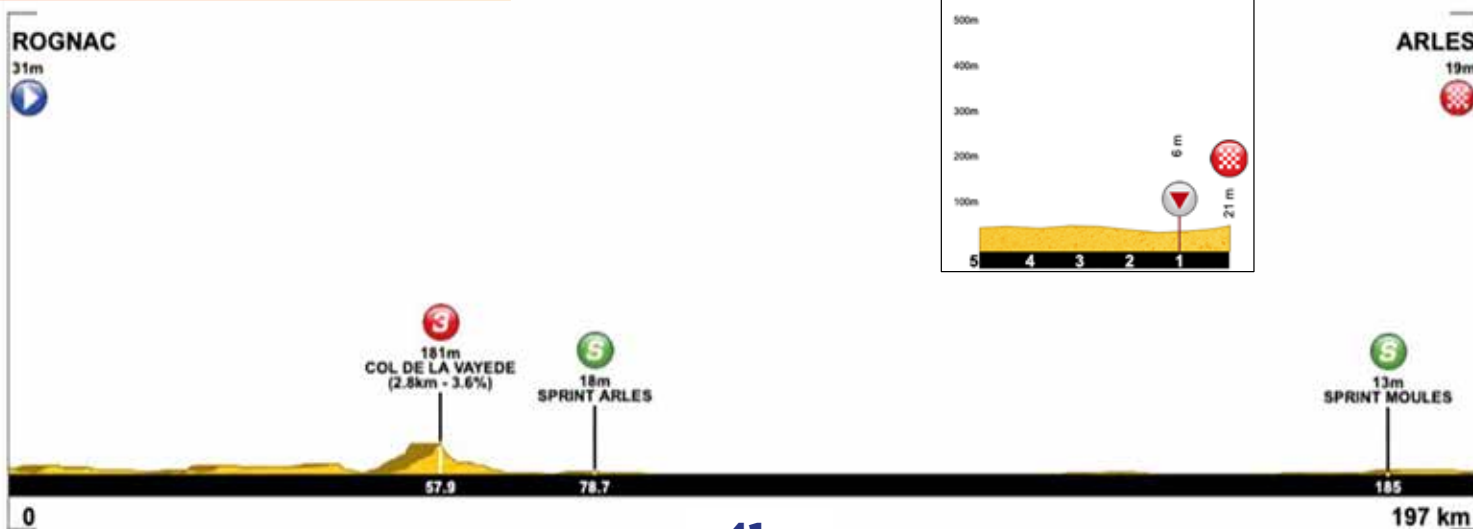 ROGNAC
31m
500m
400m
300m
200m
100m
6 m
21 m
5 4 3 2 1
ARLES
19m
3
181m
COL DE LA VAYEDE
(2.8km - 3.6%)
S
18m
SPRINT ARLES
S
13m
SPRINT MOULES
57.9 78.7 185
0 197 km